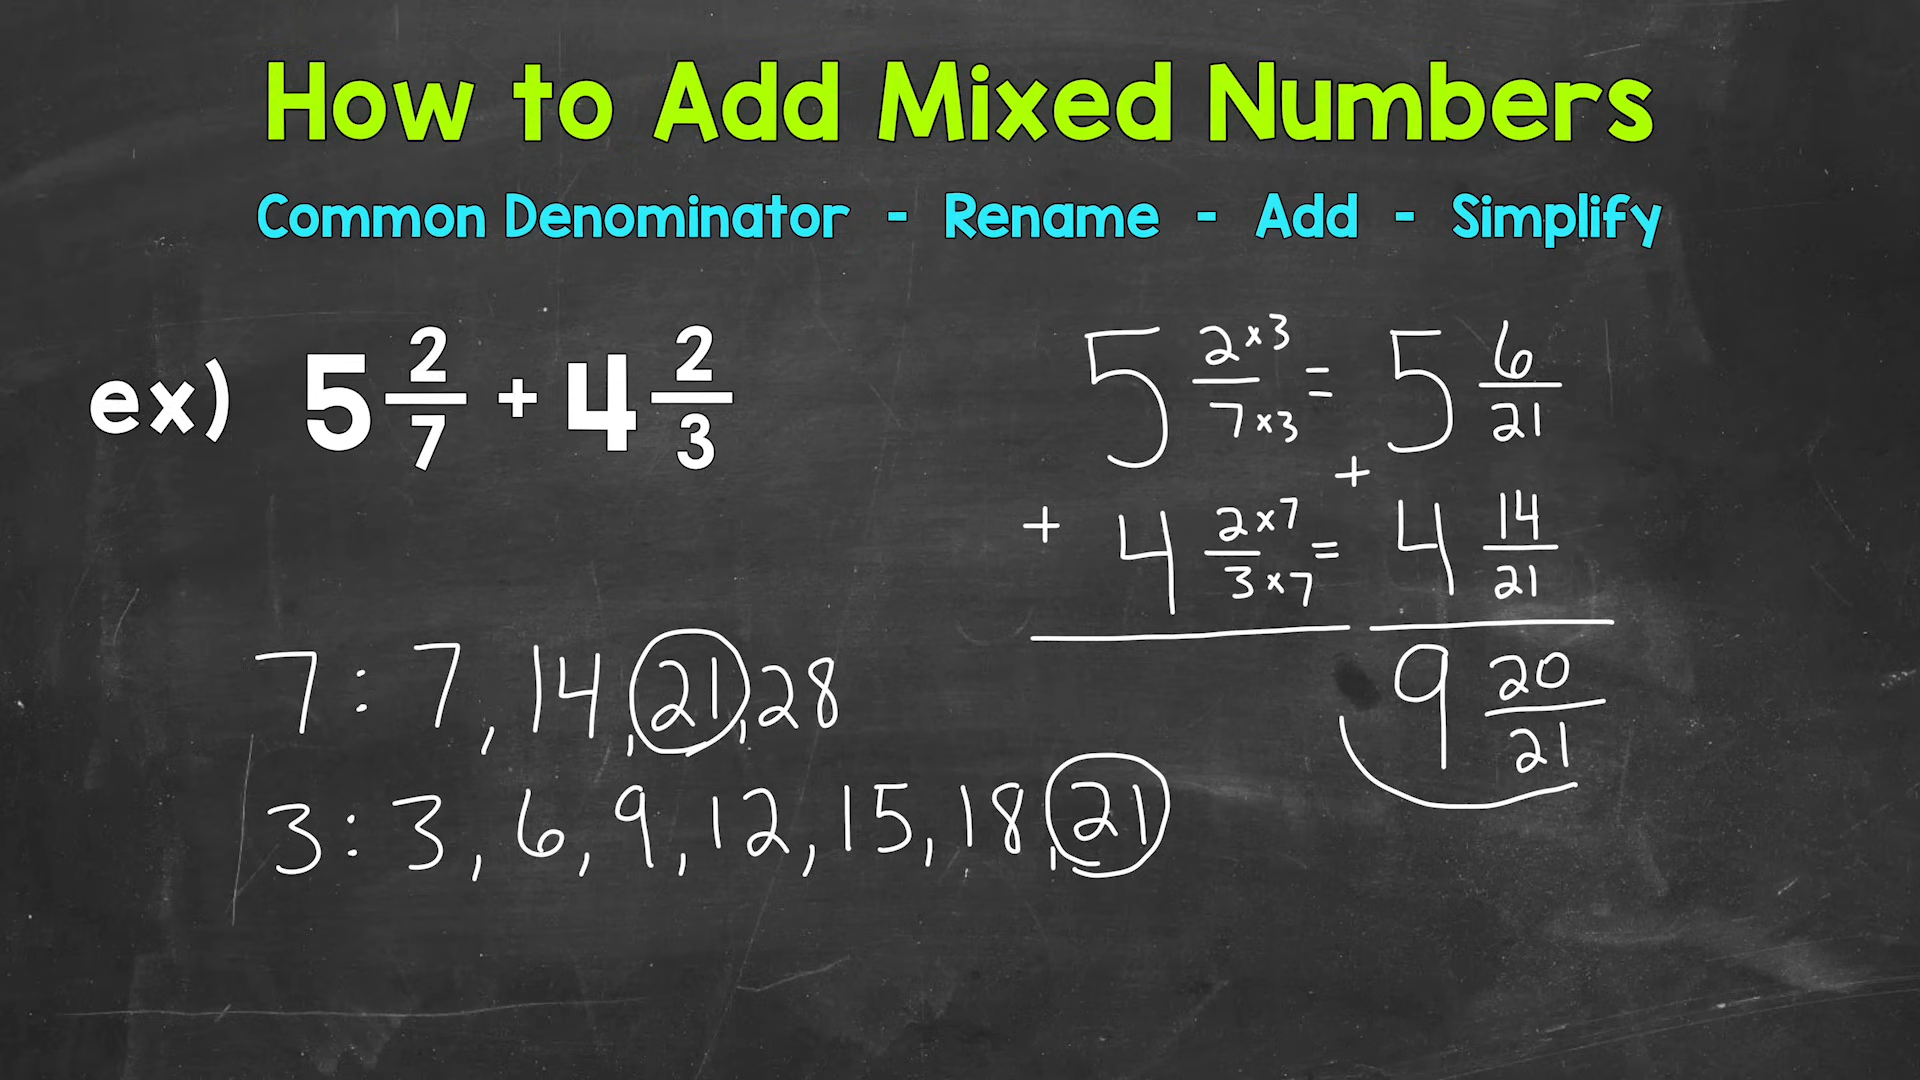 How to Add Mixed Numbers
Common Denominator - Rename - Add - Simplify
ex) 5 2/7 + 4 2/3
5 2×3/7×3 = 5 6/21
+ 4 2×7/3×7 = + 4 14/21
9 20/21
7: 7, 14, 21, 28
3: 3, 6, 9, 12, 15, 18, 21